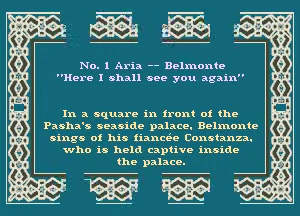 No. 1 Aria -- Belmonte
"Here I shall see you again"
In a square in front of the
Pasha's seaside palace, Belmonte
sings of his fiancée Constanza,
who is held captive inside
the palace.